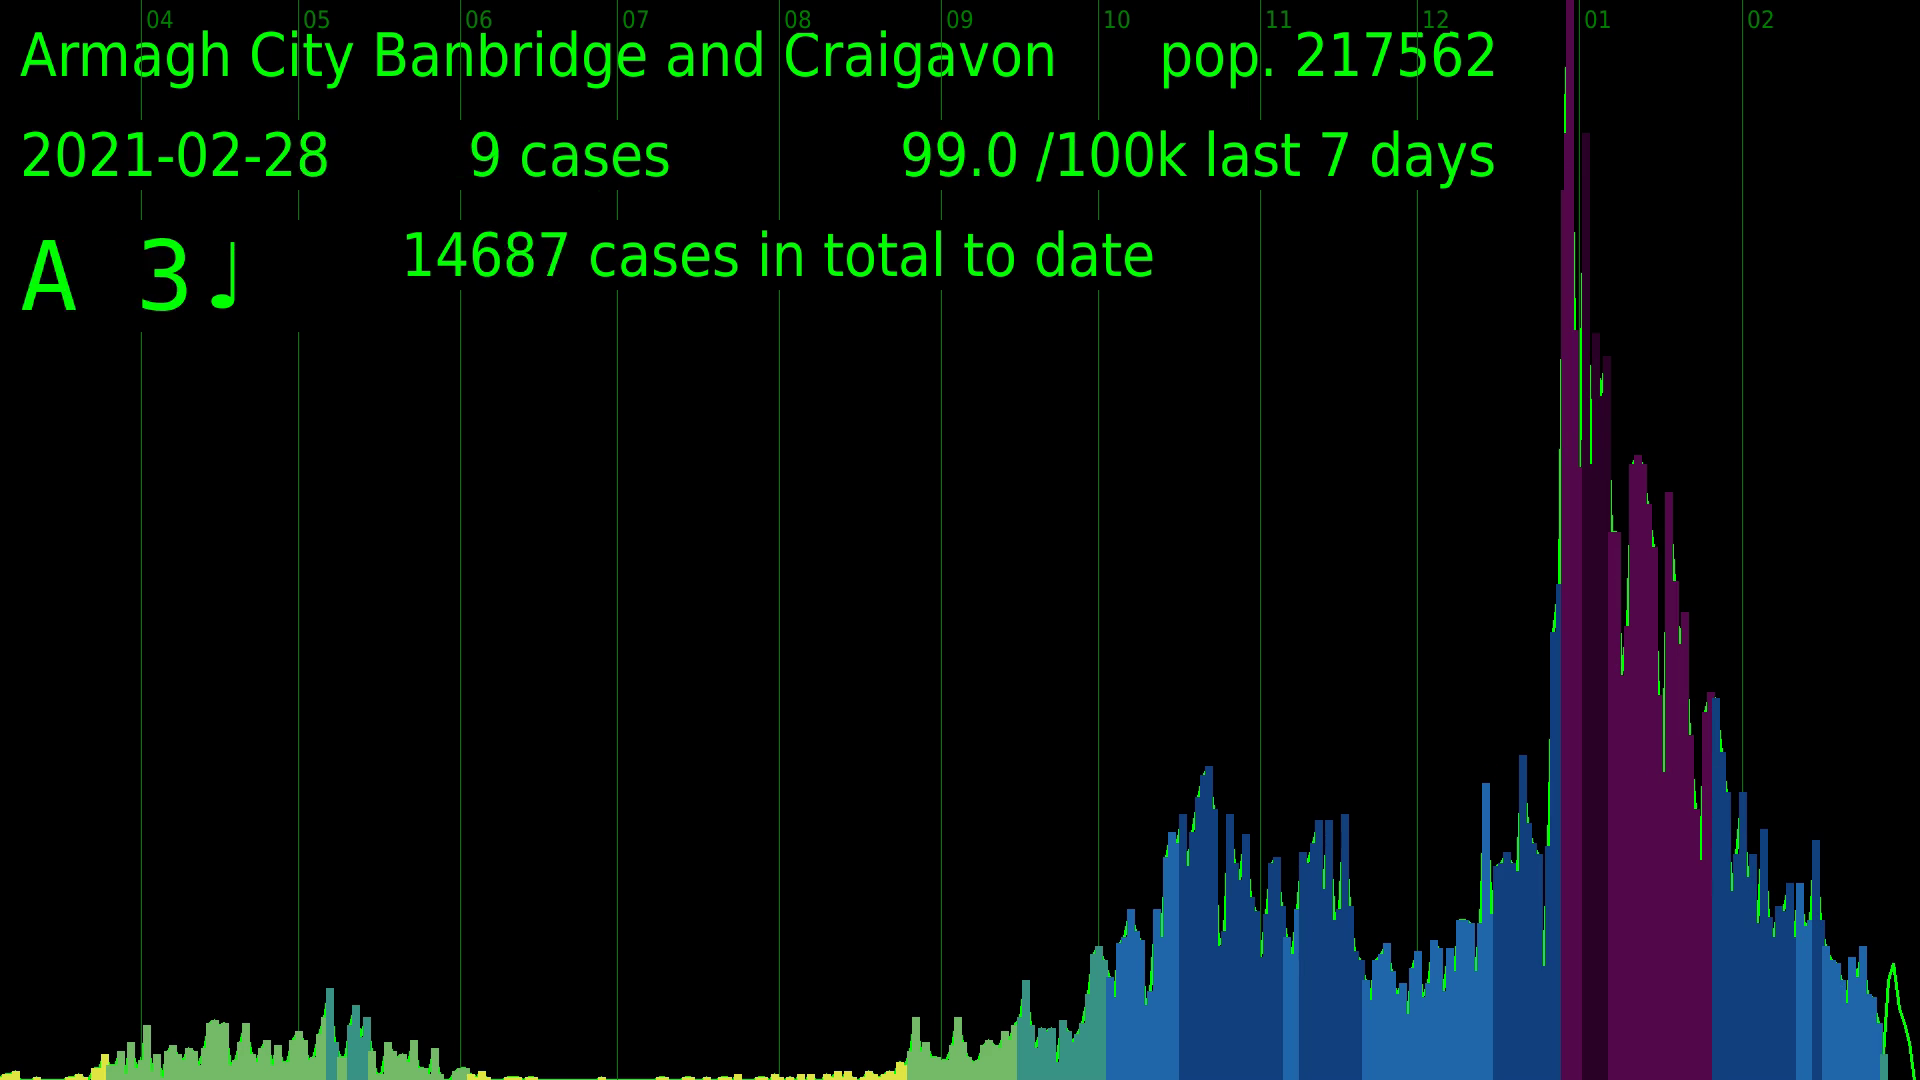 04 05 06 07 08 09 10 11 12 01 02
Armagh City Banbridge and Craigavon pop. 217562
2021-02-28 9 cases 99.0 /100k last 7 days
A 3♩ 14687 cases in total to date